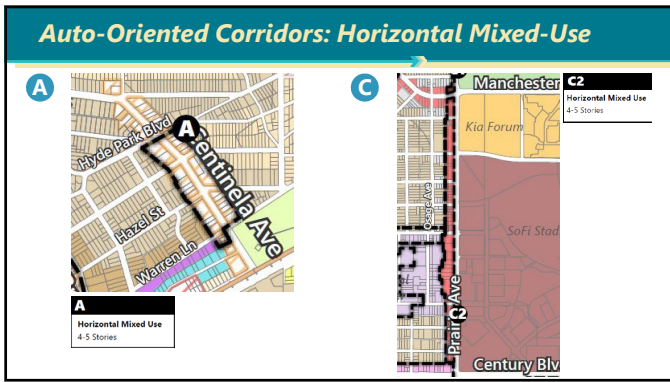 Auto-Oriented Corridors: Horizontal Mixed-Use
A
A
Hyde Park Blvd
Centinela Ave
Hazel St
Warren Ln
A
Horizontal Mixed Use
4-5 Stories
C
Manchester
C2
Horizontal Mixed Use
4-5 Stories
Kia Forum
Osage Ave
SoFi Stad
C2
Prairie Ave
Century Blv